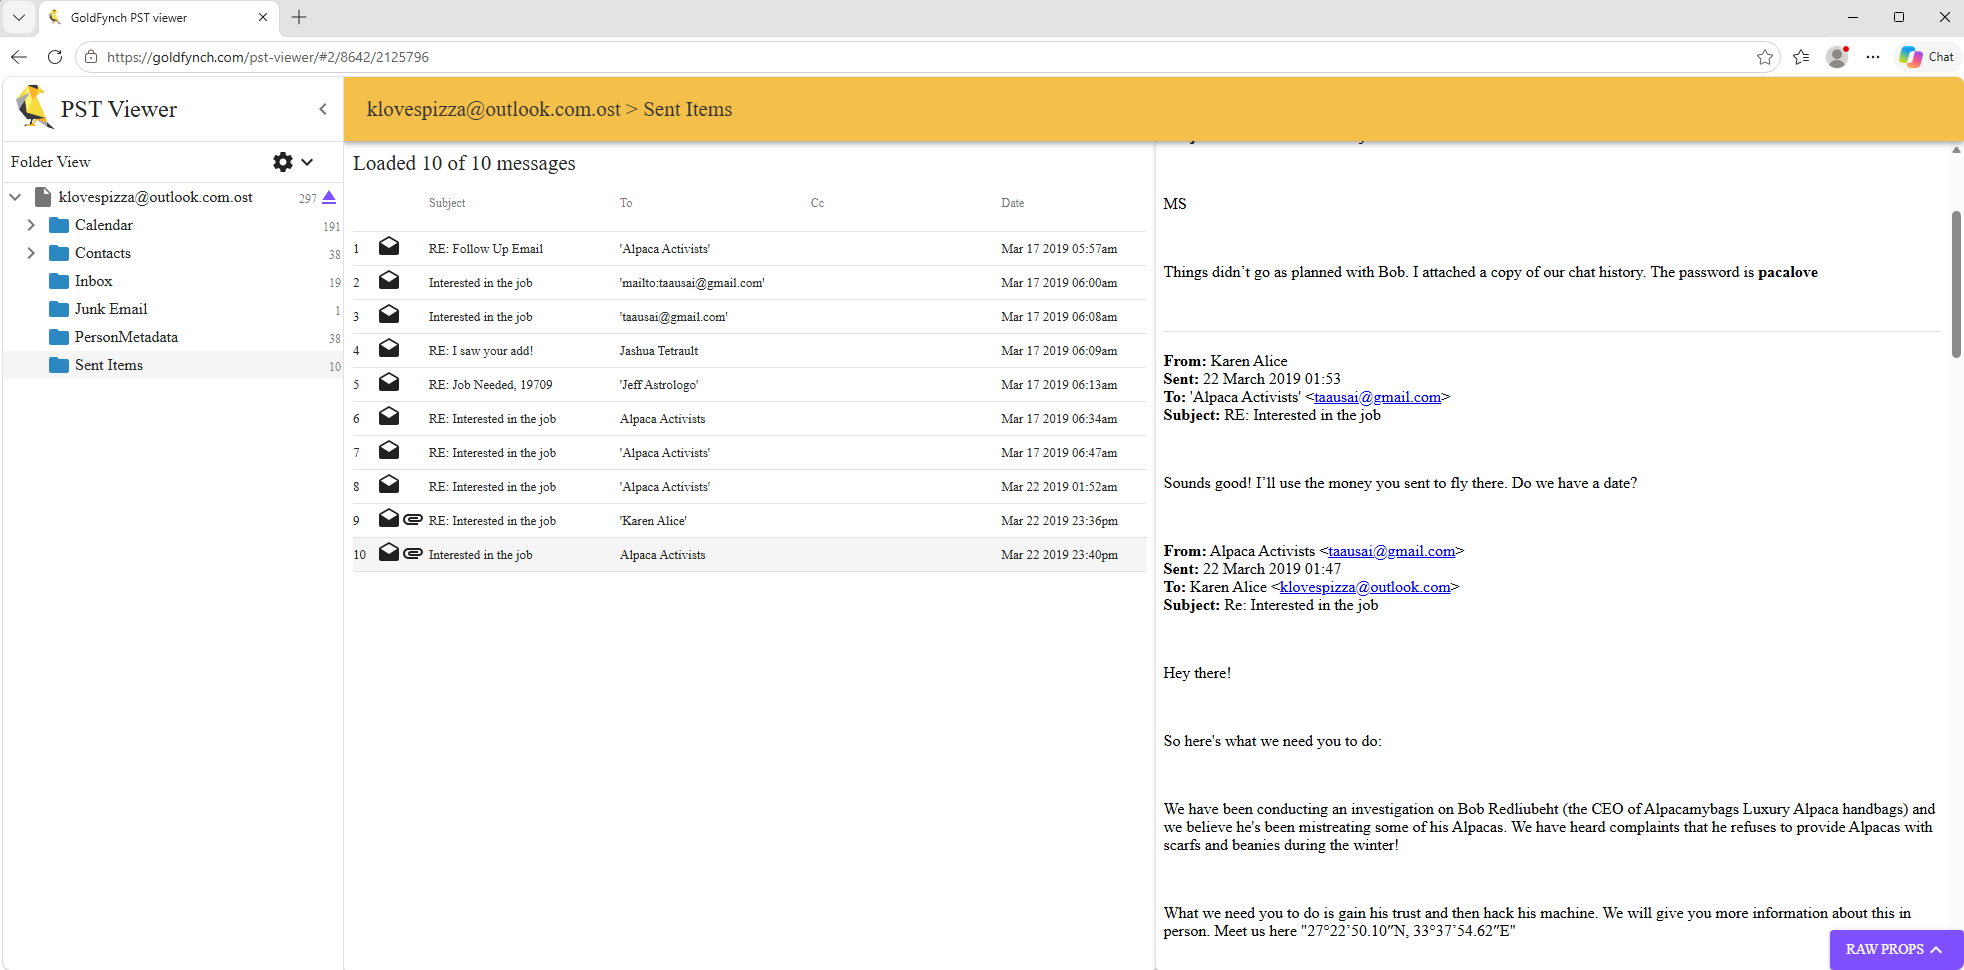 GoldFynch PST viewer
https://goldfynch.com/pst-viewer/#2/8642/2125796
Chat
PST Viewer
klovespizza@outlook.com.ost > Sent Items
Folder View
klovespizza@outlook.com.ost 297
Calendar 191
Contacts 38
Inbox 19
Junk Email 1
PersonMetadata 38
Sent Items 10
Loaded 10 of 10 messages
Subject To Cc Date
1 RE: Follow Up Email 'Alpaca Activists' Mar 17 2019 05:57am
2 Interested in the job 'mailto:taausai@gmail.com' Mar 17 2019 06:00am
3 Interested in the job 'taausai@gmail.com' Mar 17 2019 06:08am
4 RE: I saw your add! Jashua Tetrault Mar 17 2019 06:09am
5 RE: Job Needed, 19709 'Jeff Astrologo' Mar 17 2019 06:13am
6 RE: Interested in the job Alpaca Activists Mar 17 2019 06:34am
7 RE: Interested in the job 'Alpaca Activists' Mar 17 2019 06:47am
8 RE: Interested in the job 'Alpaca Activists' Mar 22 2019 01:52am
9 RE: Interested in the job 'Karen Alice' Mar 22 2019 23:36pm
10 Interested in the job Alpaca Activists Mar 22 2019 23:40pm
MS
Things didn’t go as planned with Bob. I attached a copy of our chat history. The password is pacalove
From: Karen Alice
Sent: 22 March 2019 01:53
To: 'Alpaca Activists' <taausai@gmail.com>
Subject: RE: Interested in the job
Sounds good! I’ll use the money you sent to fly there. Do we have a date?
From: Alpaca Activists <taausai@gmail.com>
Sent: 22 March 2019 01:47
To: Karen Alice <klovespizza@outlook.com>
Subject: Re: Interested in the job
Hey there!
So here's what we need you to do:
We have been conducting an investigation on Bob Redliubeht (the CEO of Alpacamybags Luxury Alpaca handbags) and
we believe he's been mistreating some of his Alpacas. We have heard complaints that he refuses to provide Alpacas with
scarfs and beanies during the winter!
What we need you to do is gain his trust and then hack his machine. We will give you more information about this in
person. Meet us here "27°22’50.10″N, 33°37’54.62″E"
RAW PROPS